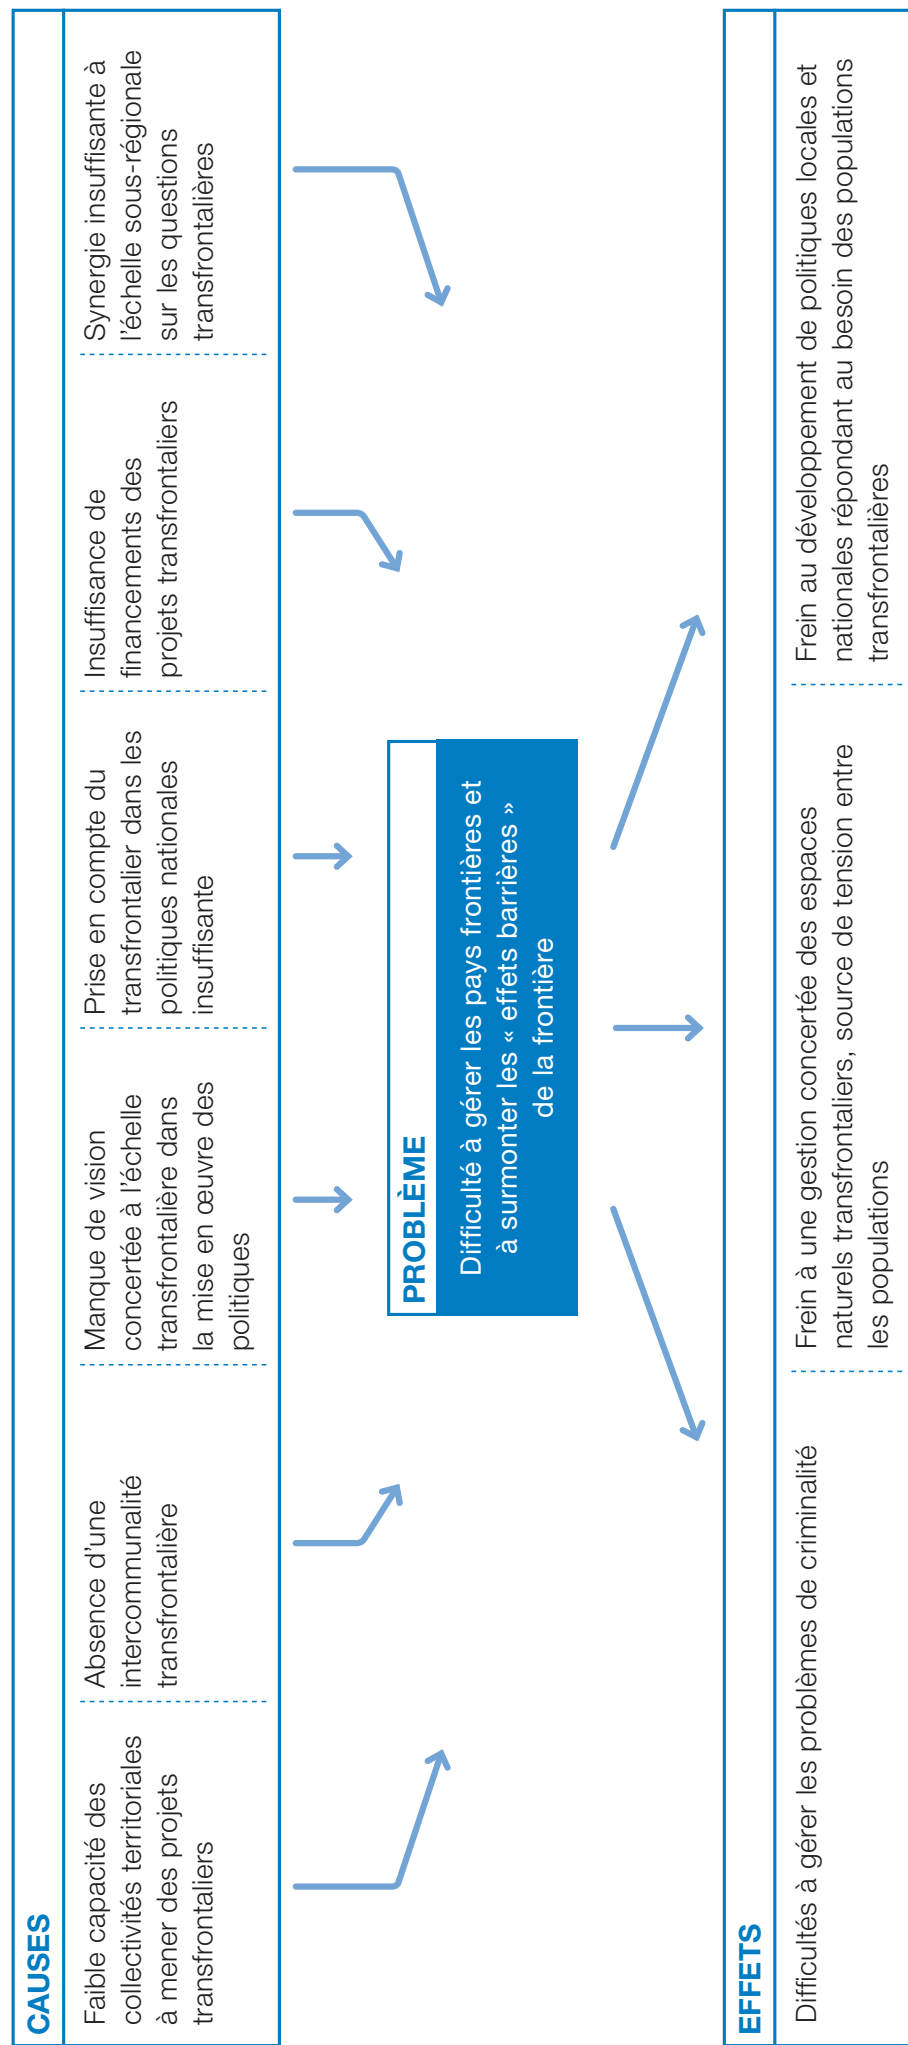 CAUSES
Faible capacité des
collectivités territoriales
à mener des projets
transfrontaliers
Absence d'une
intercommunalité
transfrontalière
Manque de vision
concertée à l'échelle
transfrontalière dans
la mise en œuvre des
politiques
Prise en compte du
transfrontalier dans les
politiques nationales
insuffisante
Insuffisance de
financements des
projets transfrontaliers
Synergie insuffisante à
l'échelle sous-régionale
sur les questions
transfrontalières
PROBLÈME
Difficulté à gérer les pays frontières et
à surmonter les « effets barrières »
de la frontière
EFFETS
Difficultés à gérer les problèmes de criminalité
Frein à une gestion concertée des espaces
naturels transfrontaliers, source de tension entre
les populations
Frein au développement de politiques locales et
nationales répondant au besoin des populations
transfrontalières